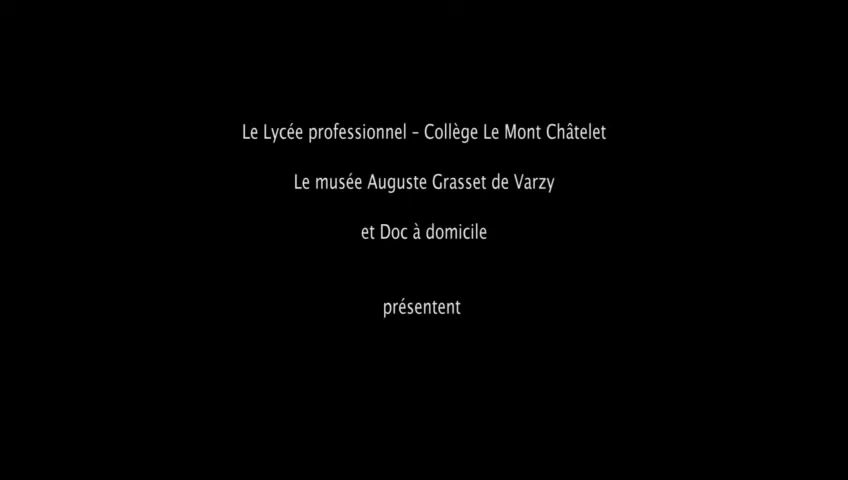 Le Lycée professionnel - Collège Le Mont Châtelet
Le musée Auguste Grasset de Varzy
et Doc à domicile
présentent